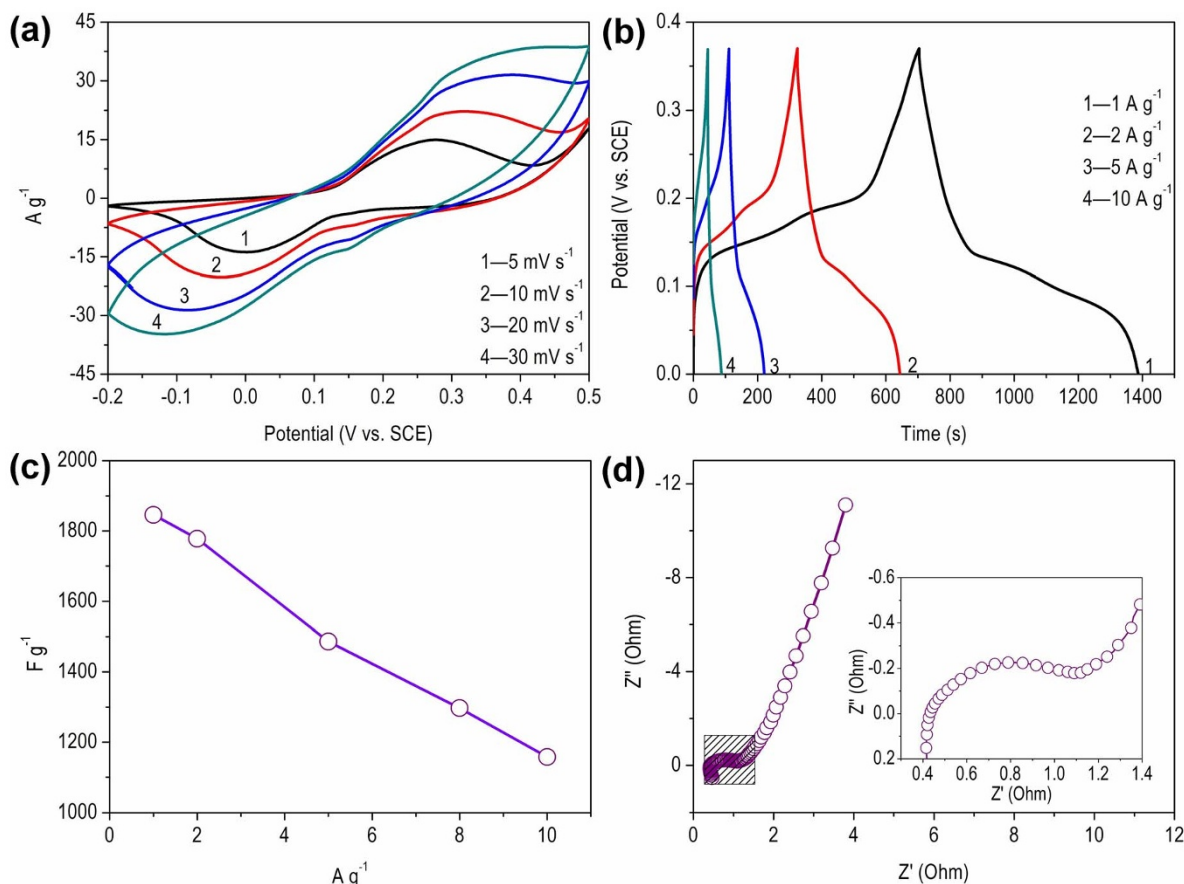 (a)
45
30
15
0
-15
-30
-45
A g⁻¹
-0.2 -0.1 0.0 0.1 0.2 0.3 0.4 0.5
Potential (V vs. SCE)
1
2
3
4
1—5 mV s⁻¹
2—10 mV s⁻¹
3—20 mV s⁻¹
4—30 mV s⁻¹
(b)
0.4
0.3
0.2
0.1
0.0
Potential (V vs. SCE)
0 200 400 600 800 1000 1200 1400
Time (s)
4 3 2 1
1—1 A g⁻¹
2—2 A g⁻¹
3—5 A g⁻¹
4—10 A g⁻¹
(c)
2000
1800
1600
1400
1200
1000
F g⁻¹
0 2 4 6 8 10
A g⁻¹
(d)
-12
-8
-4
0
Z'' (Ohm)
0 2 4 6 8 10 12
Z' (Ohm)
-0.6
-0.4
-0.2
0.0
0.2
Z'' (Ohm)
0.4 0.6 0.8 1.0 1.2 1.4
Z' (Ohm)